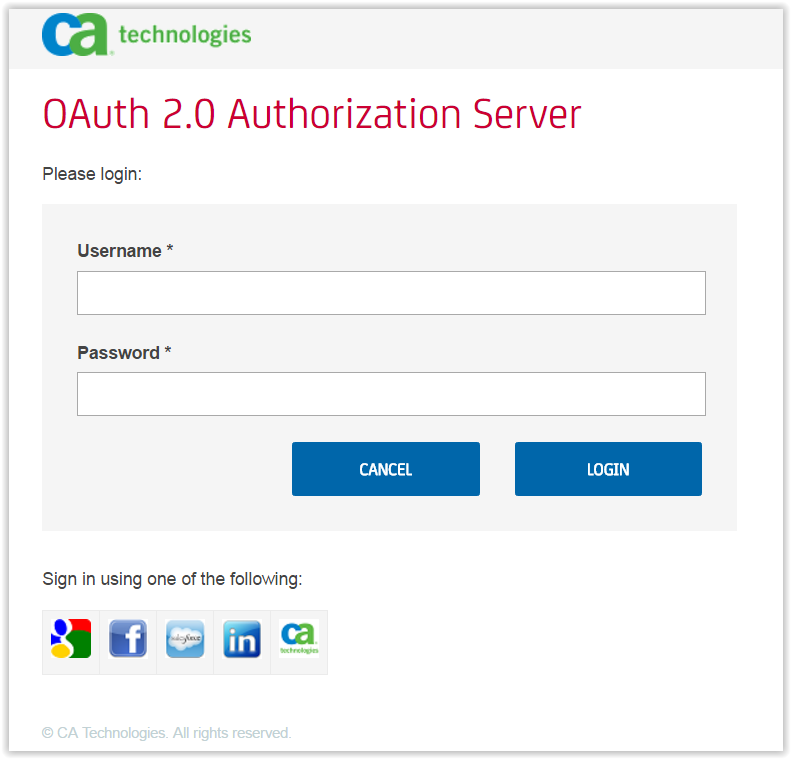 ca technologies
OAuth 2.0 Authorization Server
Please login:
Username *
Password *
CANCEL LOGIN
Sign in using one of the following:
f salesforce in ca technologies
© CA Technologies. All rights reserved.